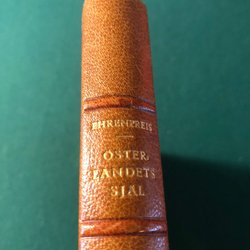 EHRENPREIS
ÖSTER-
LANDETS
SJÄL